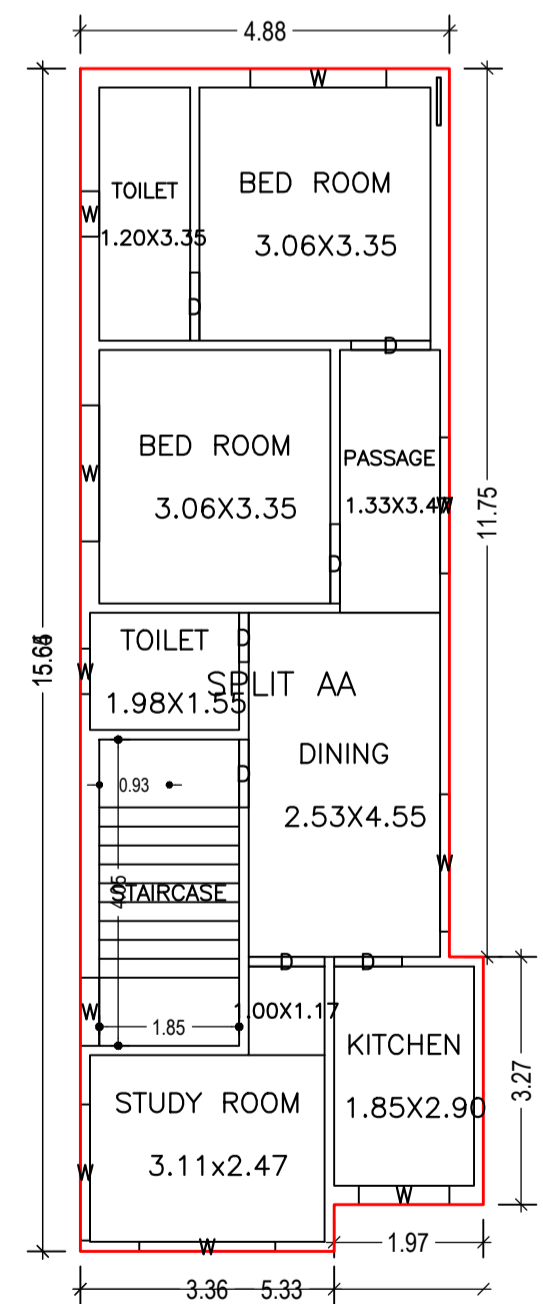 4.88
W
TOILET
1.20X3.35
W
BED ROOM
3.06X3.35
D
D
BED ROOM
3.06X3.35
W
PASSAGE
W
D
11.75
TOILET
1.98X1.55
D
W
SPLIT AA
DINING
2.53X4.55
D
W
0.93
STAIRCASE
4.05
1.85
W
D
D
1.00X1.17
KITCHEN
1.85X2.90
W
3.27
STUDY ROOM
3.11x2.47
W
W
1.97
3.36
5.33